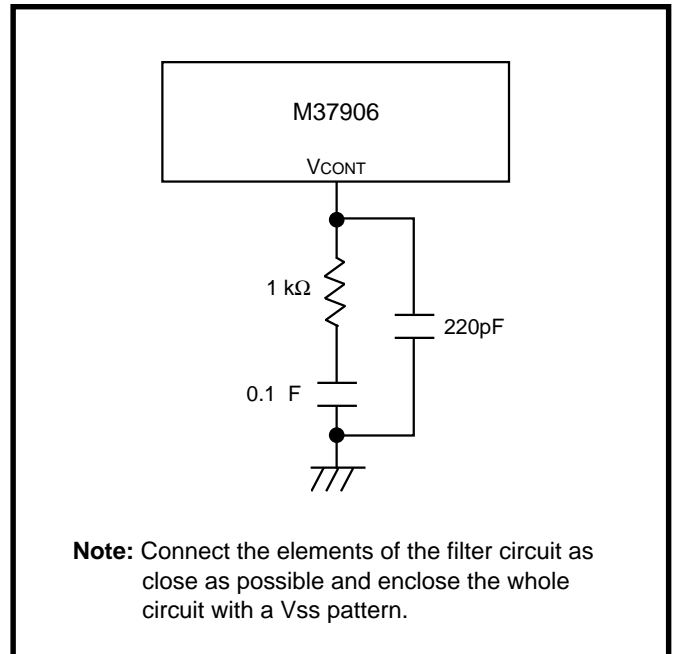 M37906
VCONT
1 kΩ
220pF
0.1 F
Note: Connect the elements of the filter circuit as
close as possible and enclose the whole
circuit with a Vss pattern.